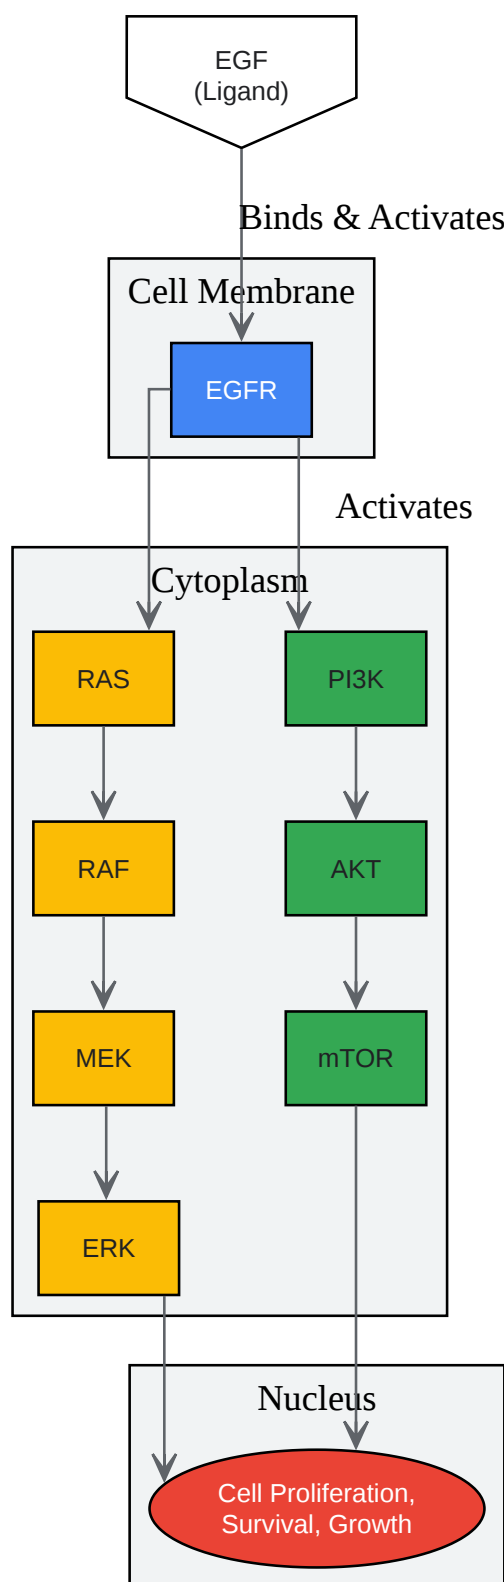 EGF
(Ligand)
Binds & Activates
Cell Membrane
EGFR
Activates
Cytoplasm
RAS
PI3K
RAF
AKT
MEK
mTOR
ERK
Nucleus
Cell Proliferation,
Survival, Growth